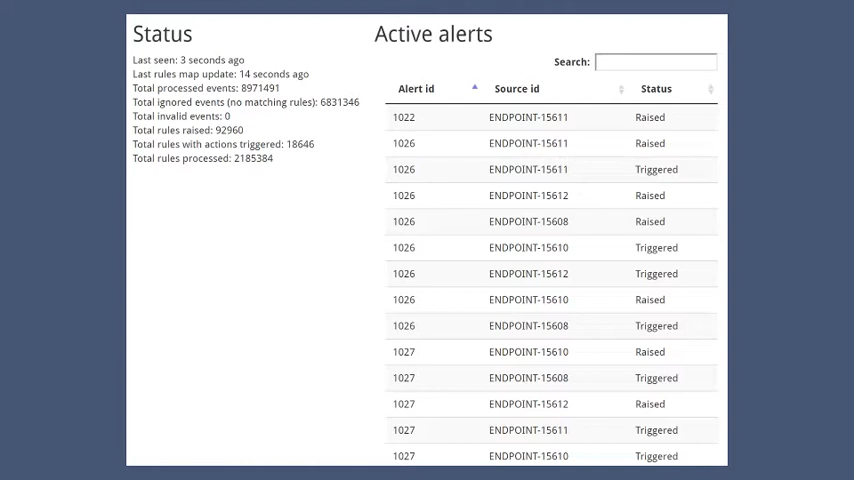 Status
Last seen: 3 seconds ago
Last rules map update: 14 seconds ago
Total processed events: 8971491
Total ignored events (no matching rules): 6831346
Total invalid events: 0
Total rules raised: 92960
Total rules with actions triggered: 18646
Total rules processed: 2185384
Active alerts
Search:
Alert id Source id Status
1022 ENDPOINT-15611 Raised
1026 ENDPOINT-15611 Raised
1026 ENDPOINT-15611 Triggered
1026 ENDPOINT-15612 Raised
1026 ENDPOINT-15608 Raised
1026 ENDPOINT-15610 Triggered
1026 ENDPOINT-15612 Triggered
1026 ENDPOINT-15610 Raised
1026 ENDPOINT-15608 Triggered
1027 ENDPOINT-15610 Raised
1027 ENDPOINT-15608 Triggered
1027 ENDPOINT-15612 Raised
1027 ENDPOINT-15611 Triggered
1027 ENDPOINT-15610 Triggered